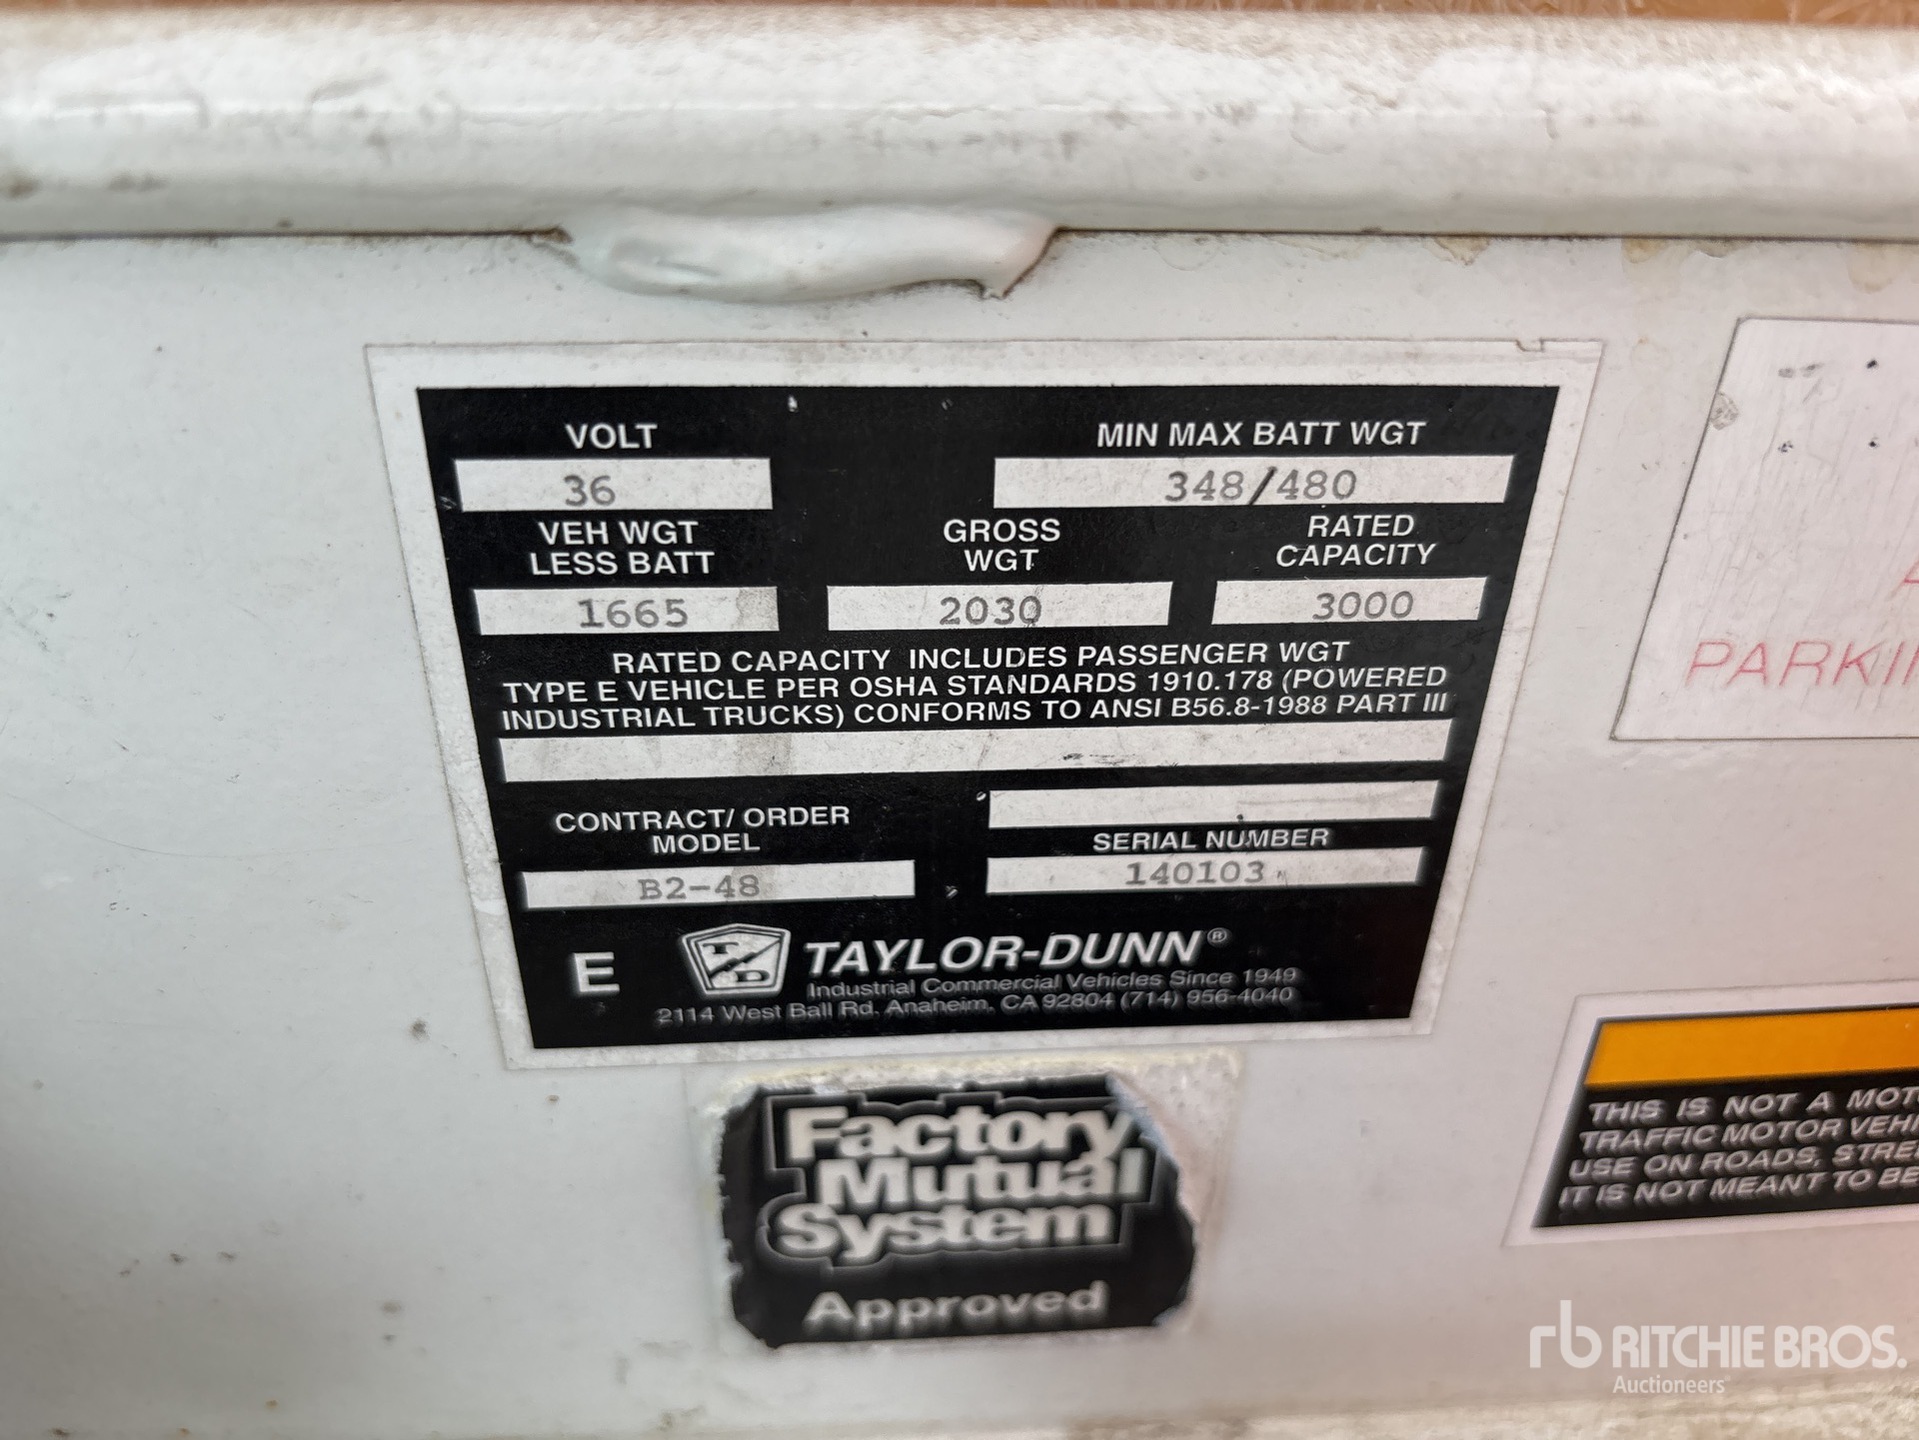 VOLT
36
MIN MAX BATT WGT
348/480
VEH WGT
LESS BATT
1665
GROSS
WGT
2030
RATED
CAPACITY
3000
RATED CAPACITY INCLUDES PASSENGER WGT
TYPE E VEHICLE PER OSHA STANDARDS 1910.178 (POWERED
INDUSTRIAL TRUCKS) CONFORMS TO ANSI B56.8-1988 PART III
CONTRACT/ ORDER
MODEL
B2-48
SERIAL NUMBER
140103
E
T D
TAYLOR-DUNN®
Industrial Commercial Vehicles Since 1949
2114 West Ball Rd. Anaheim, CA 92804 (714) 956-4040
Factory
Mutual
System
Approved
PARKIN
THIS IS NOT A MOT
TRAFFIC MOTOR VEHI
USE ON ROADS, STRE
IT IS NOT MEANT TO BE
rb RITCHIE BROS.
Auctioneers